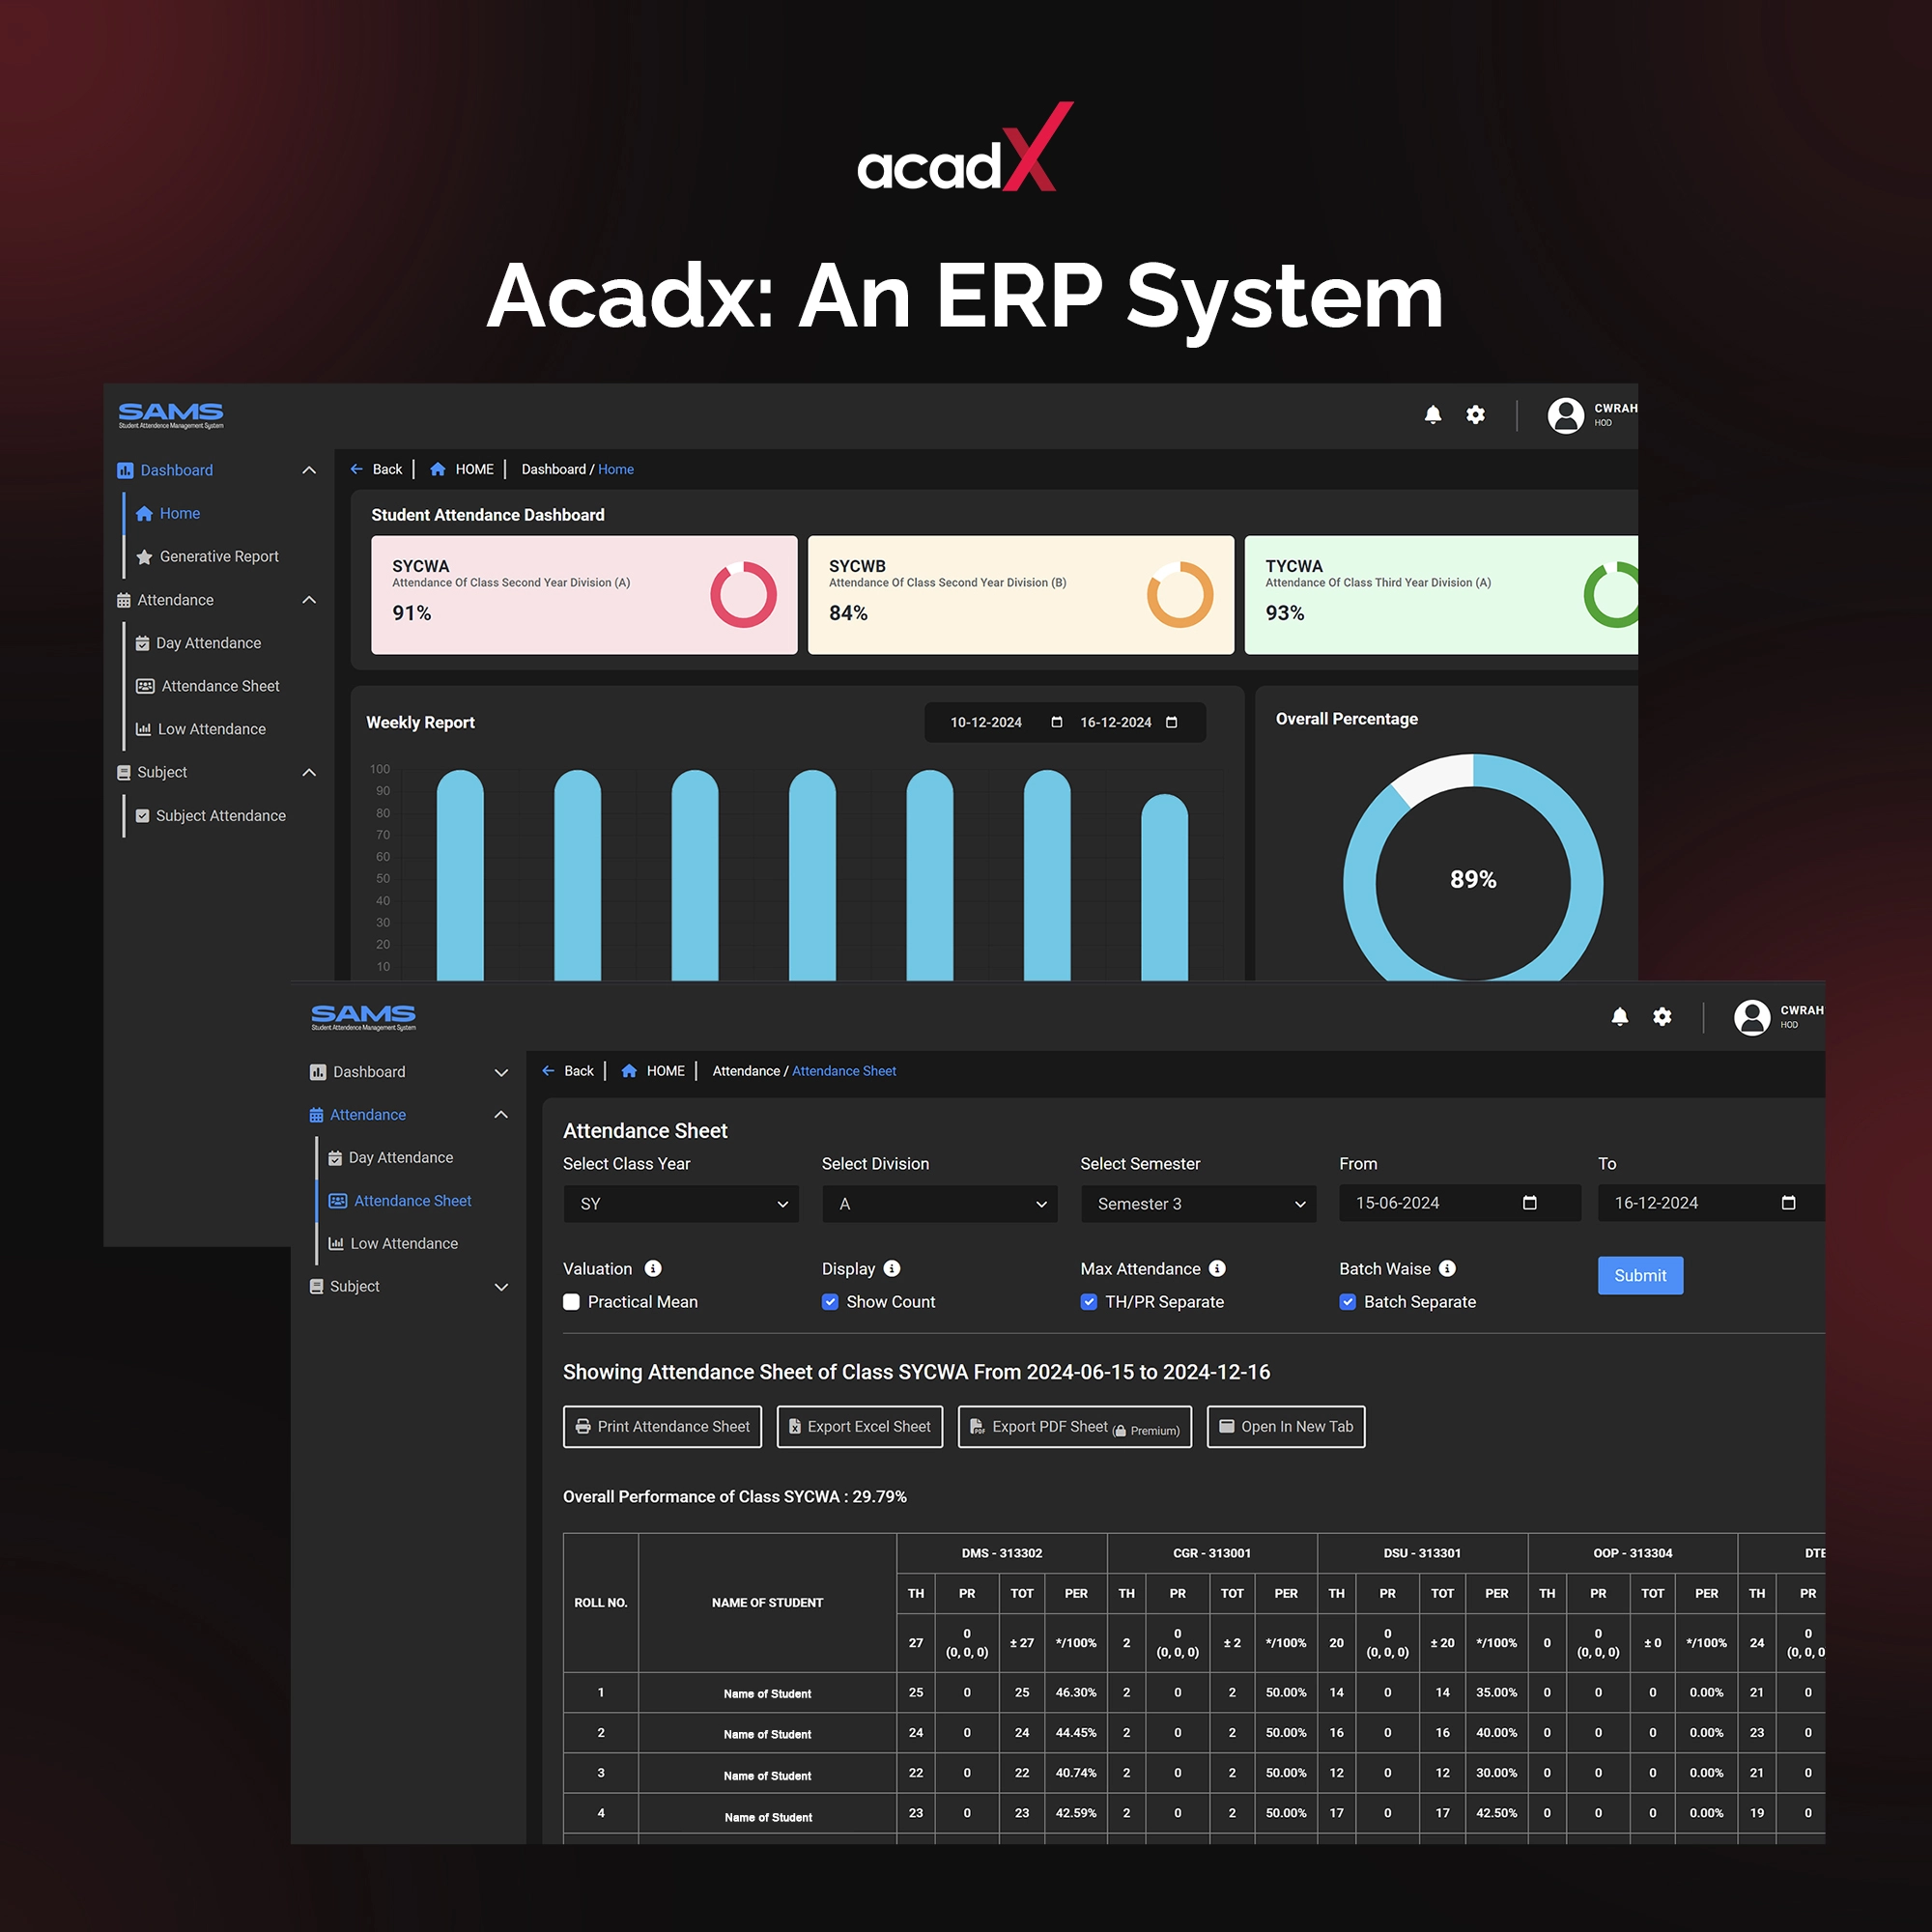 acadX
Acadx: An ERP System
SAMS
Student Attendence Management System
CWRAH
HOD
Dashboard
Home
Generative Report
Attendance
Day Attendance
Attendance Sheet
Low Attendance
Subject
Subject Attendance
Back | HOME | Dashboard / Home
Student Attendance Dashboard
SYCWA
Attendance Of Class Second Year Division (A)
91%
SYCWB
Attendance Of Class Second Year Division (B)
84%
TYCWA
Attendance Of Class Third Year Division (A)
93%
Weekly Report
10-12-2024 16-12-2024
100
90
80
70
60
50
40
30
20
10
Overall Percentage
89%
SAMS
Student Attendence Management System
CWRAH
HOD
Dashboard
Attendance
Day Attendance
Attendance Sheet
Low Attendance
Subject
Back | HOME | Attendance / Attendance Sheet
Attendance Sheet
Select Class Year Select Division Select Semester From To
SY A Semester 3 15-06-2024 16-12-2024
Valuation Display Max Attendance Batch Waise
Practical Mean Show Count TH/PR Separate Batch Separate Submit
Showing Attendance Sheet of Class SYCWA From 2024-06-15 to 2024-12-16
Print Attendance Sheet Export Excel Sheet Export PDF Sheet ( Premium) Open In New Tab
Overall Performance of Class SYCWA : 29.79%
ROLL NO. NAME OF STUDENT DMS - 313302 CGR - 313001 DSU - 313301 OOP - 313304 DTE
TH PR TOT PER TH PR TOT PER TH PR TOT PER TH PR TOT PER TH PR
27 0 (0, 0, 0) ± 27 */100% 2 0 (0, 0, 0) ± 2 */100% 20 0 (0, 0, 0) ± 20 */100% 0 0 (0, 0, 0) ± 0 */100% 24 0 (0, 0, 0
1 Name of Student 25 0 25 46.30% 2 0 2 50.00% 14 0 14 35.00% 0 0 0 0.00% 21 0
2 Name of Student 24 0 24 44.45% 2 0 2 50.00% 16 0 16 40.00% 0 0 0 0.00% 23 0
3 Name of Student 22 0 22 40.74% 2 0 2 50.00% 12 0 12 30.00% 0 0 0 0.00% 21 0
4 Name of Student 23 0 23 42.59% 2 0 2 50.00% 17 0 17 42.50% 0 0 0 0.00% 19 0